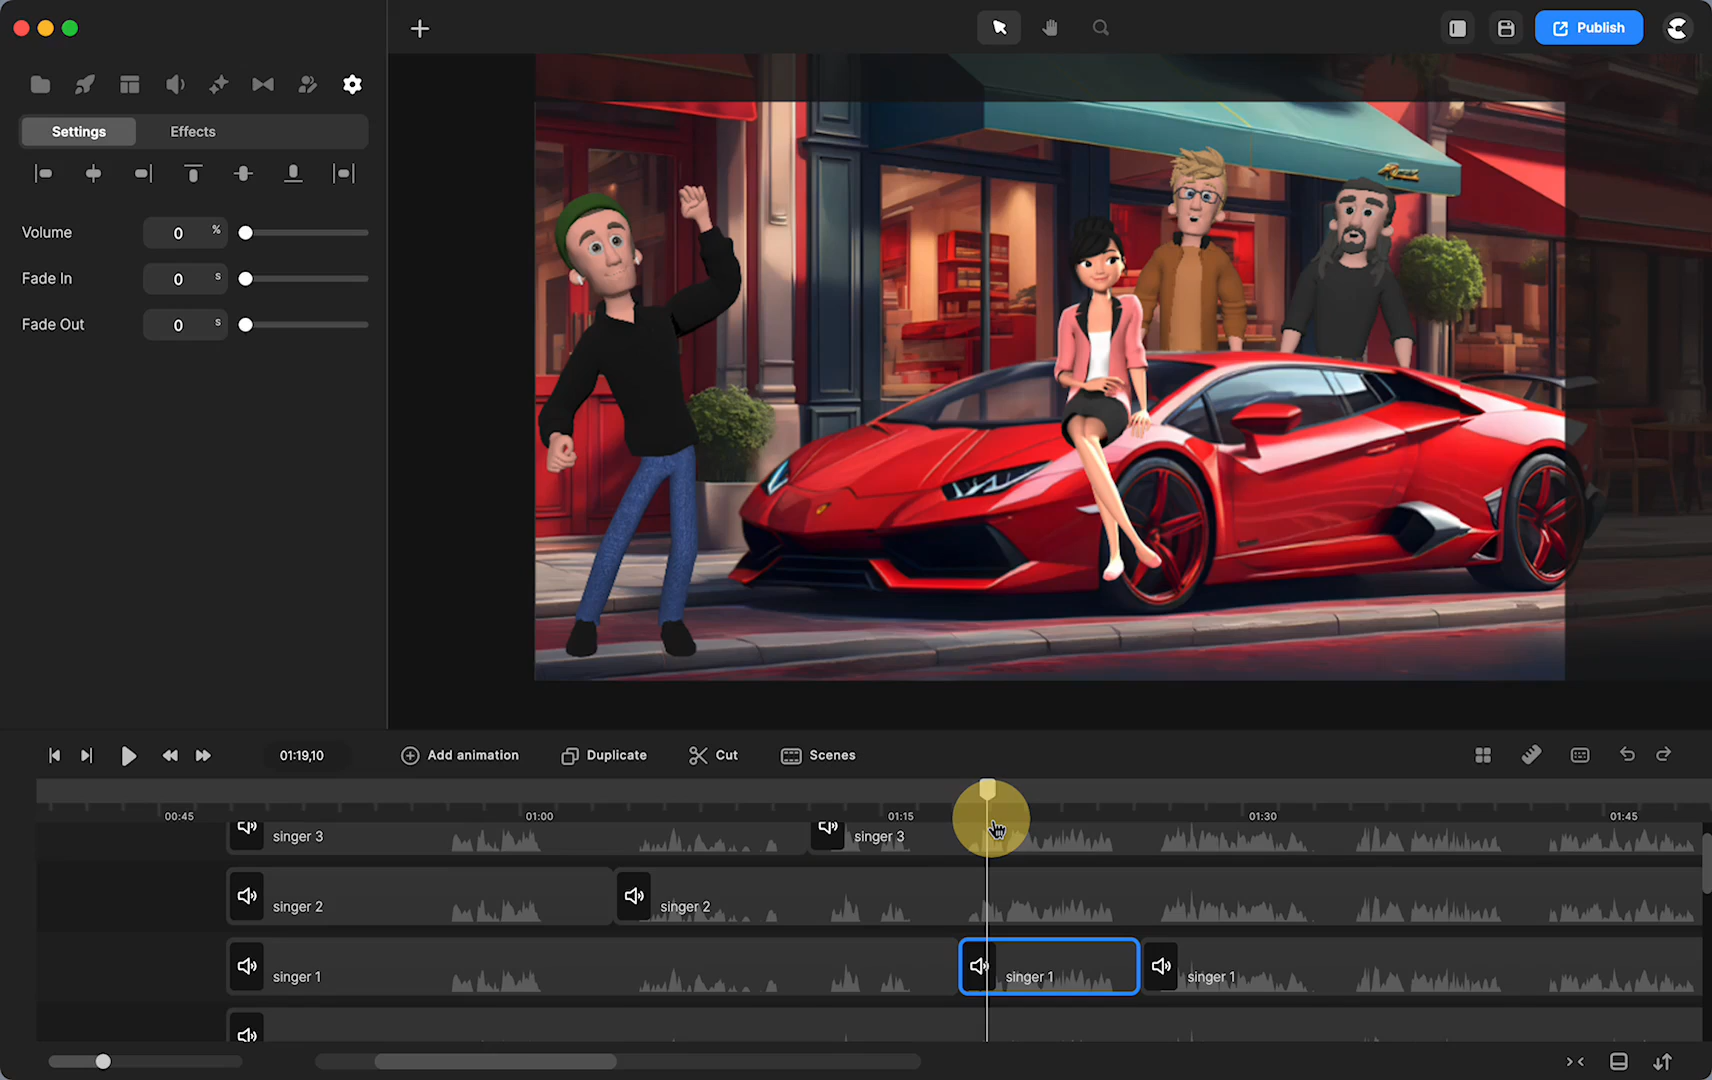 Publish
Settings
Effects
Volume
0
%
Fade In
0
s
Fade Out
0
s
01:19,10
Add animation
Duplicate
Cut
Scenes
00:45
01:00
01:15
01:30
01:45
singer 3
singer 3
singer 2
singer 2
singer 1
singer 1
singer 1